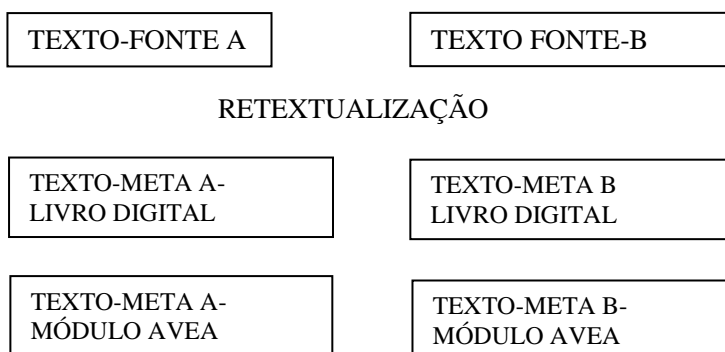 TEXTO-FONTE A
TEXTO FONTE-B
RETEXTUALIZAÇÃO
TEXTO-META A-
LIVRO DIGITAL
TEXTO-META B
LIVRO DIGITAL
TEXTO-META A-
MÓDULO AVEA
TEXTO-META B-
MÓDULO AVEA